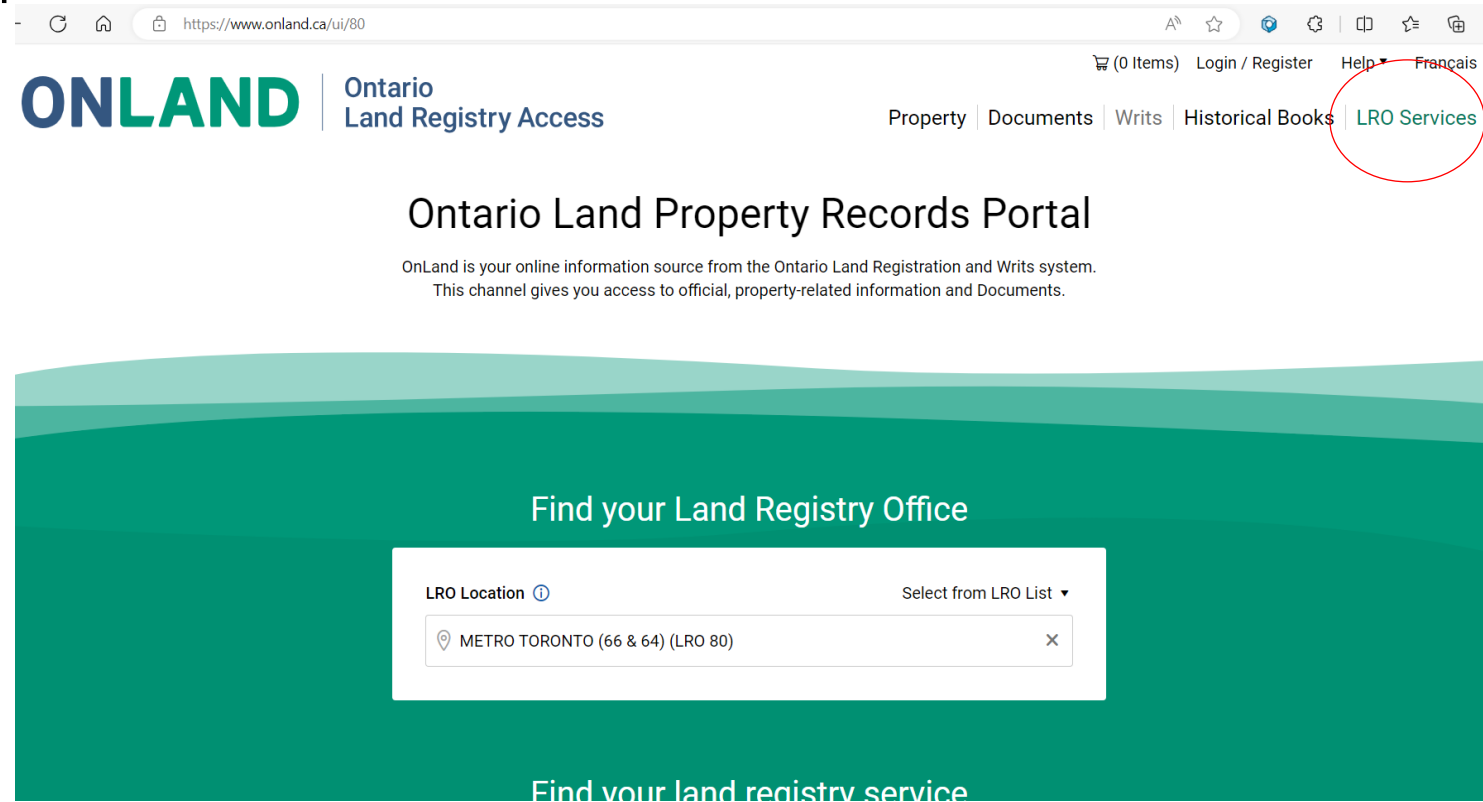 https://www.onland.ca/ui/80
(0 Items) Login / Register Help Français
ONLAND
Ontario
Land Registry Access
Property Documents Writs Historical Books LRO Services
Ontario Land Property Records Portal
OnLand is your online information source from the Ontario Land Registration and Writs system.
This channel gives you access to official, property-related information and Documents.
Find your Land Registry Office
LRO Location Select from LRO List
METRO TORONTO (66 & 64) (LRO 80)
Find your land registry service